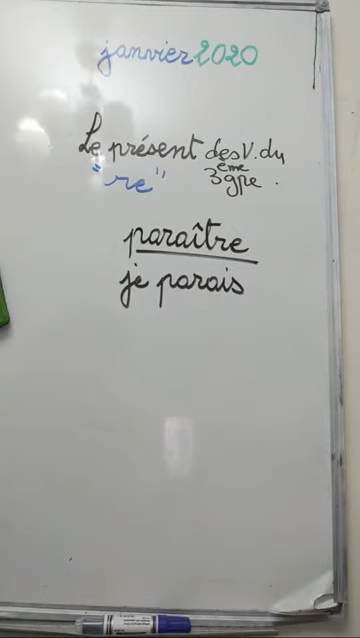 janvier 2020
Le présent des V. du
"re" 3ème gpe.
paraître
je parais